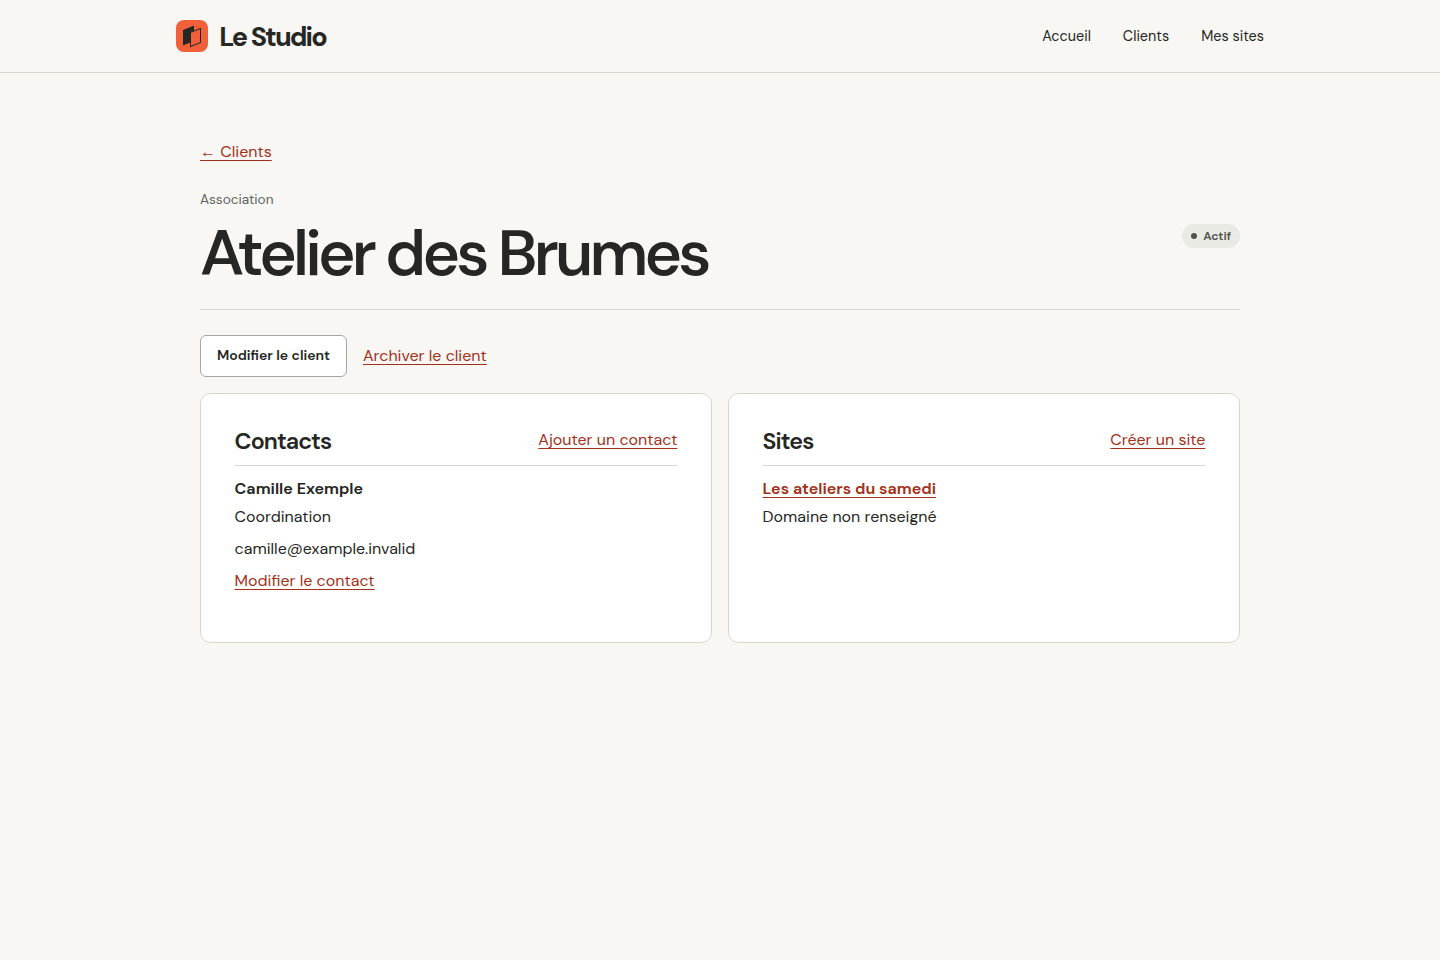 Le Studio
Accueil Clients Mes sites
← Clients
Association
Atelier des Brumes
Actif
Modifier le client Archiver le client
Contacts Ajouter un contact
Camille Exemple
Coordination
camille@example.invalid
Modifier le contact
Sites Créer un site
Les ateliers du samedi
Domaine non renseigné